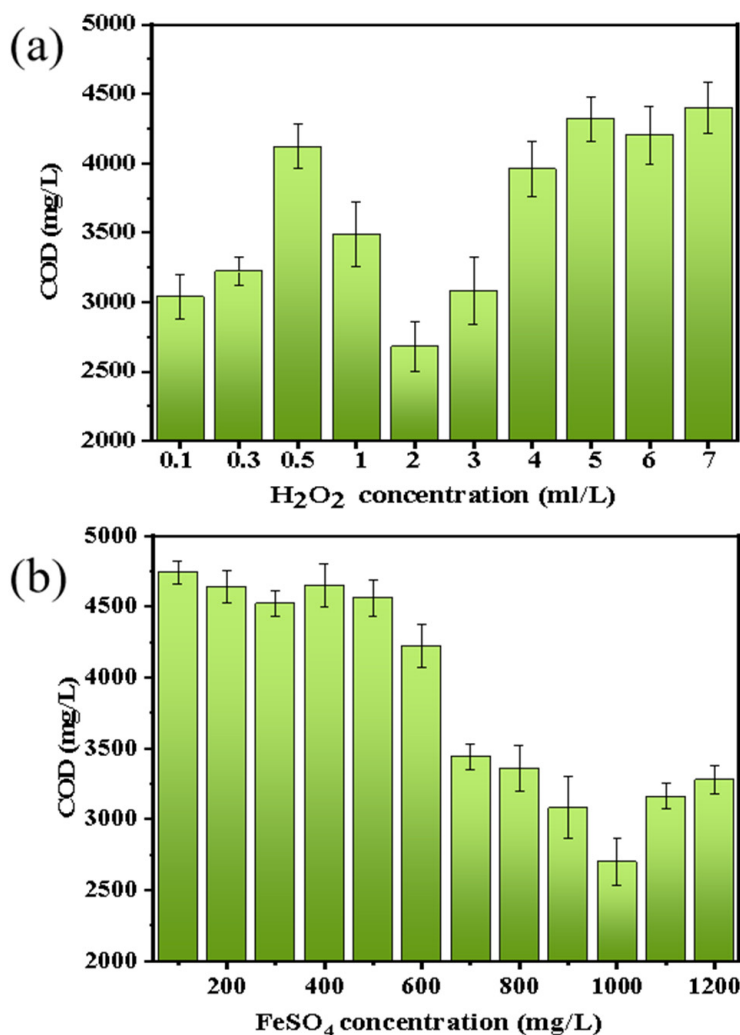 (a)
5000
4500
4000
3500
3000
2500
2000
COD (mg/L)
0.1 0.3 0.5 1 2 3 4 5 6 7
H₂O₂ concentration (ml/L)
(b)
5000
4500
4000
3500
3000
2500
2000
COD (mg/L)
200 400 600 800 1000 1200
FeSO₄ concentration (mg/L)